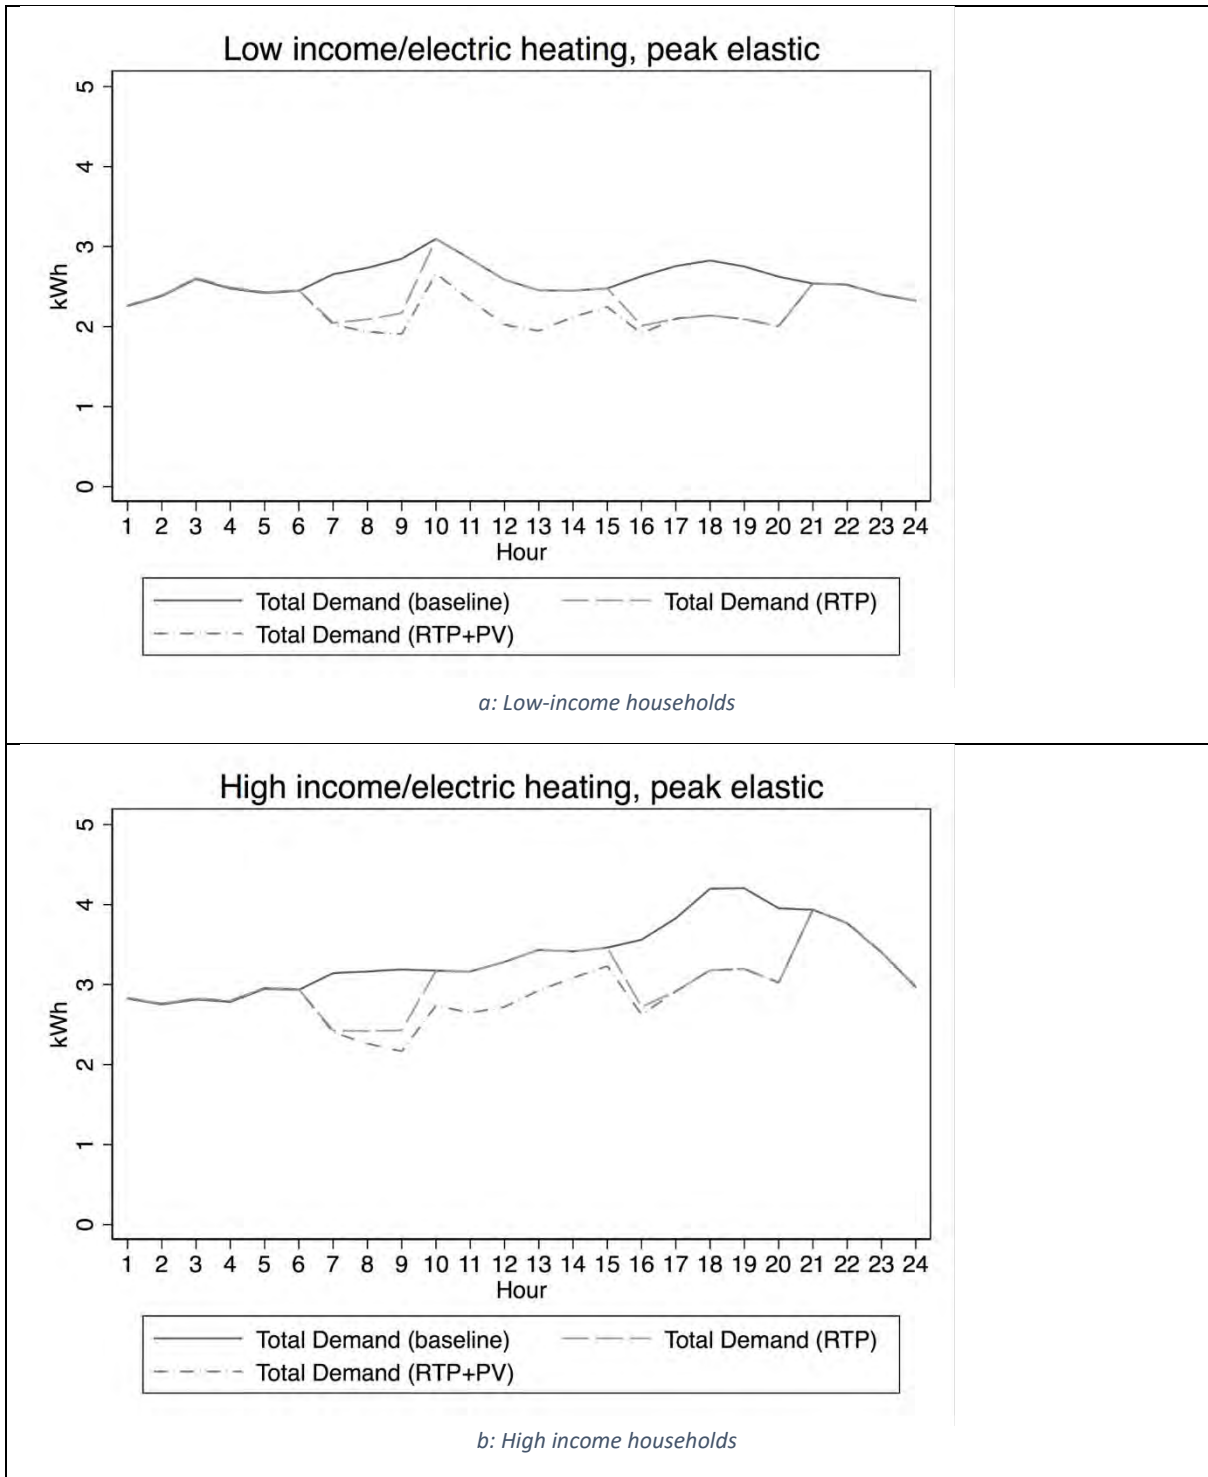 Low income/electric heating, peak elastic
5
4
3
2
1
0
kWh
1 2 3 4 5 6 7 8 9 10 11 12 13 14 15 16 17 18 19 20 21 22 23 24
Hour
Total Demand (baseline) Total Demand (RTP)
Total Demand (RTP+PV)
a: Low-income households
High income/electric heating, peak elastic
5
4
3
2
1
0
kWh
1 2 3 4 5 6 7 8 9 10 11 12 13 14 15 16 17 18 19 20 21 22 23 24
Hour
Total Demand (baseline) Total Demand (RTP)
Total Demand (RTP+PV)
b: High income households